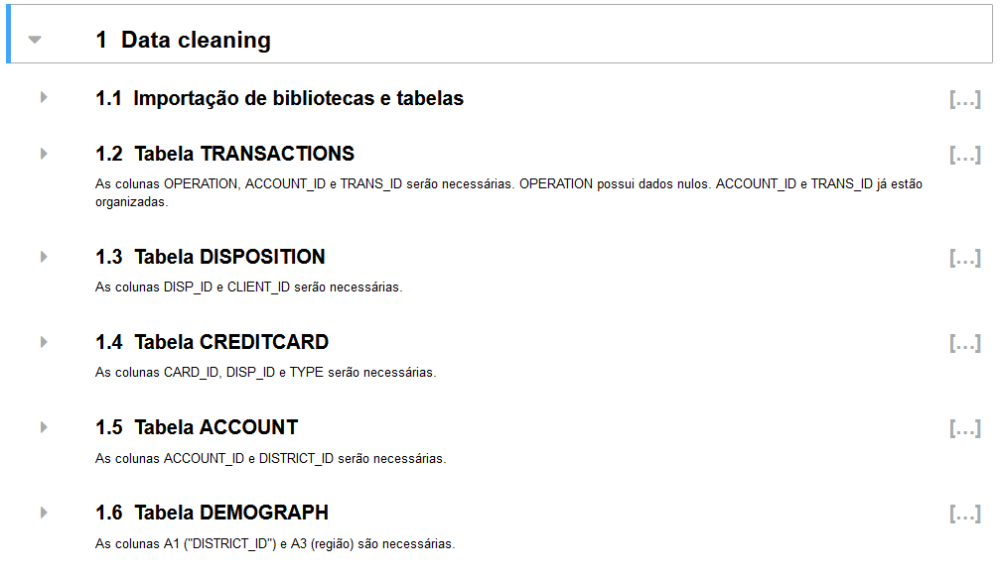 1 Data cleaning
1.1 Importação de bibliotecas e tabelas [...]
1.2 Tabela TRANSACTIONS [...]
As colunas OPERATION, ACCOUNT_ID e TRANS_ID serão necessárias. OPERATION possui dados nulos. ACCOUNT_ID e TRANS_ID já estão
organizadas.
1.3 Tabela DISPOSITION [...]
As colunas DISP_ID e CLIENT_ID serão necessárias.
1.4 Tabela CREDITCARD [...]
As colunas CARD_ID, DISP_ID e TYPE serão necessárias.
1.5 Tabela ACCOUNT [...]
As colunas ACCOUNT_ID e DISTRICT_ID serão necessárias.
1.6 Tabela DEMOGRAPH [...]
As colunas A1 ("DISTRICT_ID") e A3 (região) são necessárias.